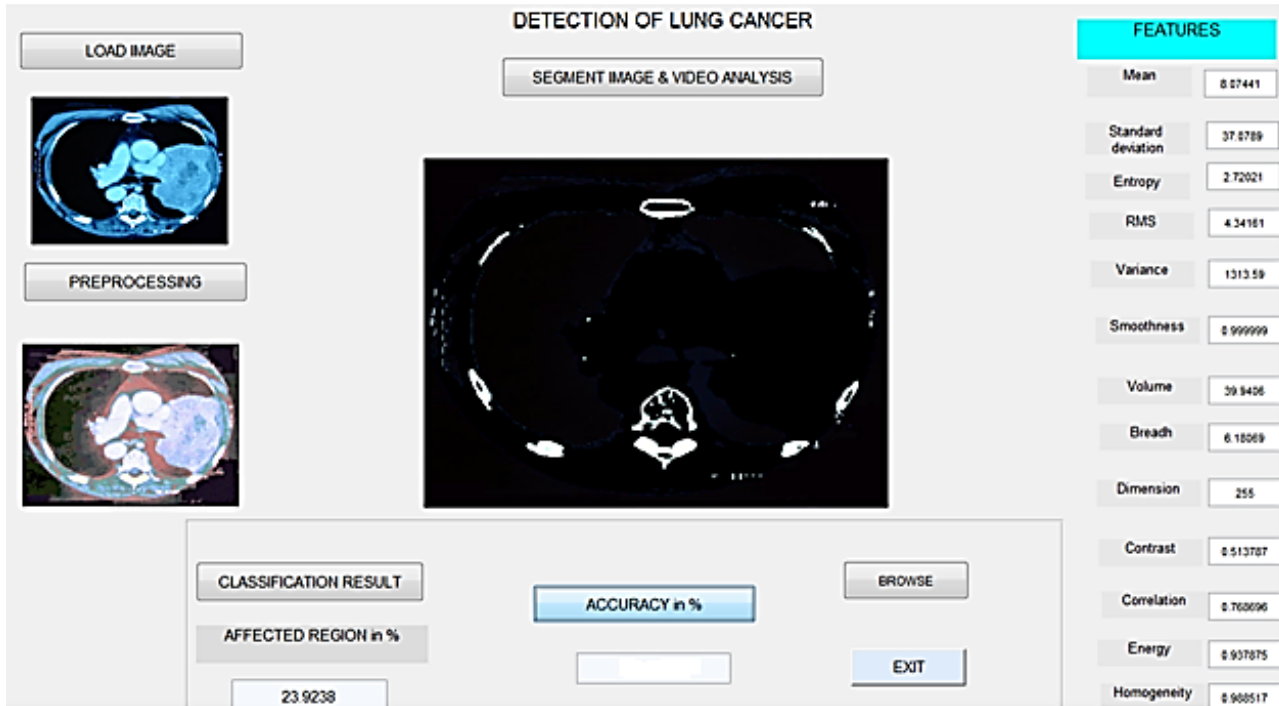 DETECTION OF LUNG CANCER
LOAD IMAGE
SEGMENT IMAGE & VIDEO ANALYSIS
PREPROCESSING
CLASSIFICATION RESULT
AFFECTED REGION in %
23.9238
ACCURACY in %
BROWSE
EXIT
FEATURES
Mean
8.07441
Standard
deviation
37.0789
Entropy
2.72021
RMS
4.34161
Variance
1313.59
Smoothness
0.999999
Volume
39.9406
Breadh
6.18069
Dimension
255
Contrast
0.513787
Correlation
0.768696
Energy
0.937875
Homogeneity
0.988517